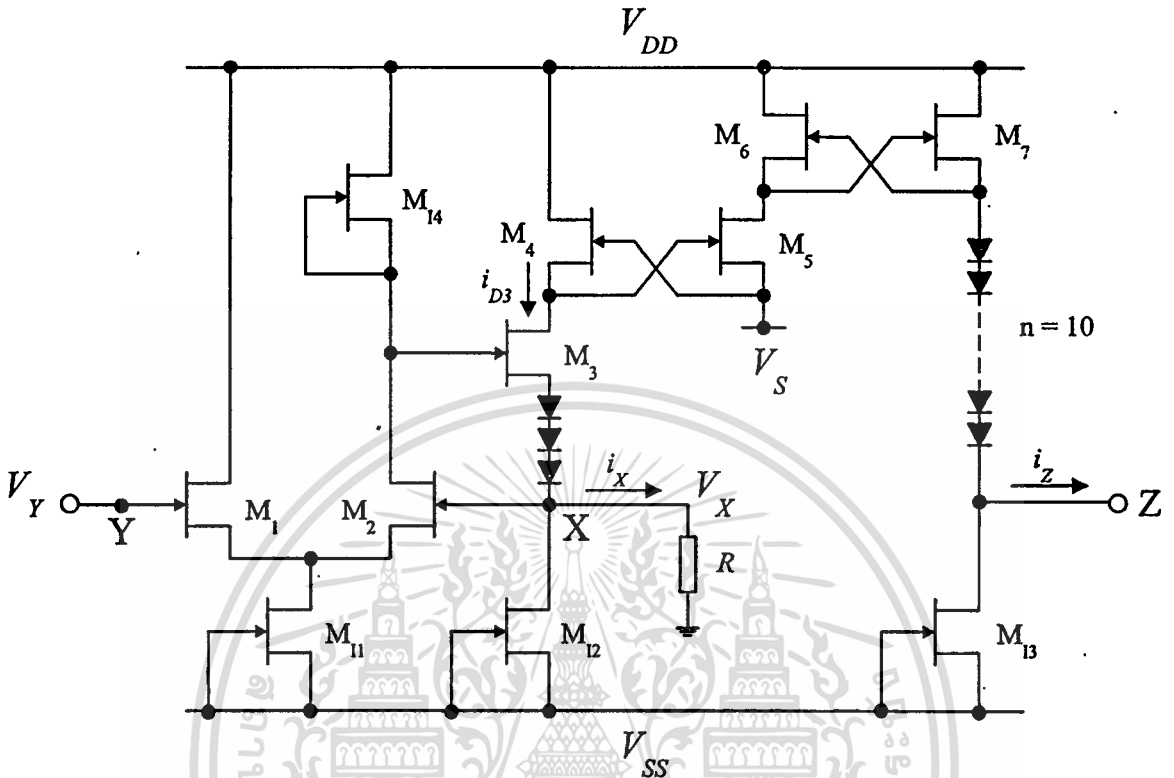 V_DD
M_6
M_7
M_I4
M_4
M_5
i_D3
n = 10
M_3
V_S
i_X
V_X
i_Z
V_Y
Y
M_1
M_2
X
Z
R
M_I1
M_I2
M_I3
V_SS